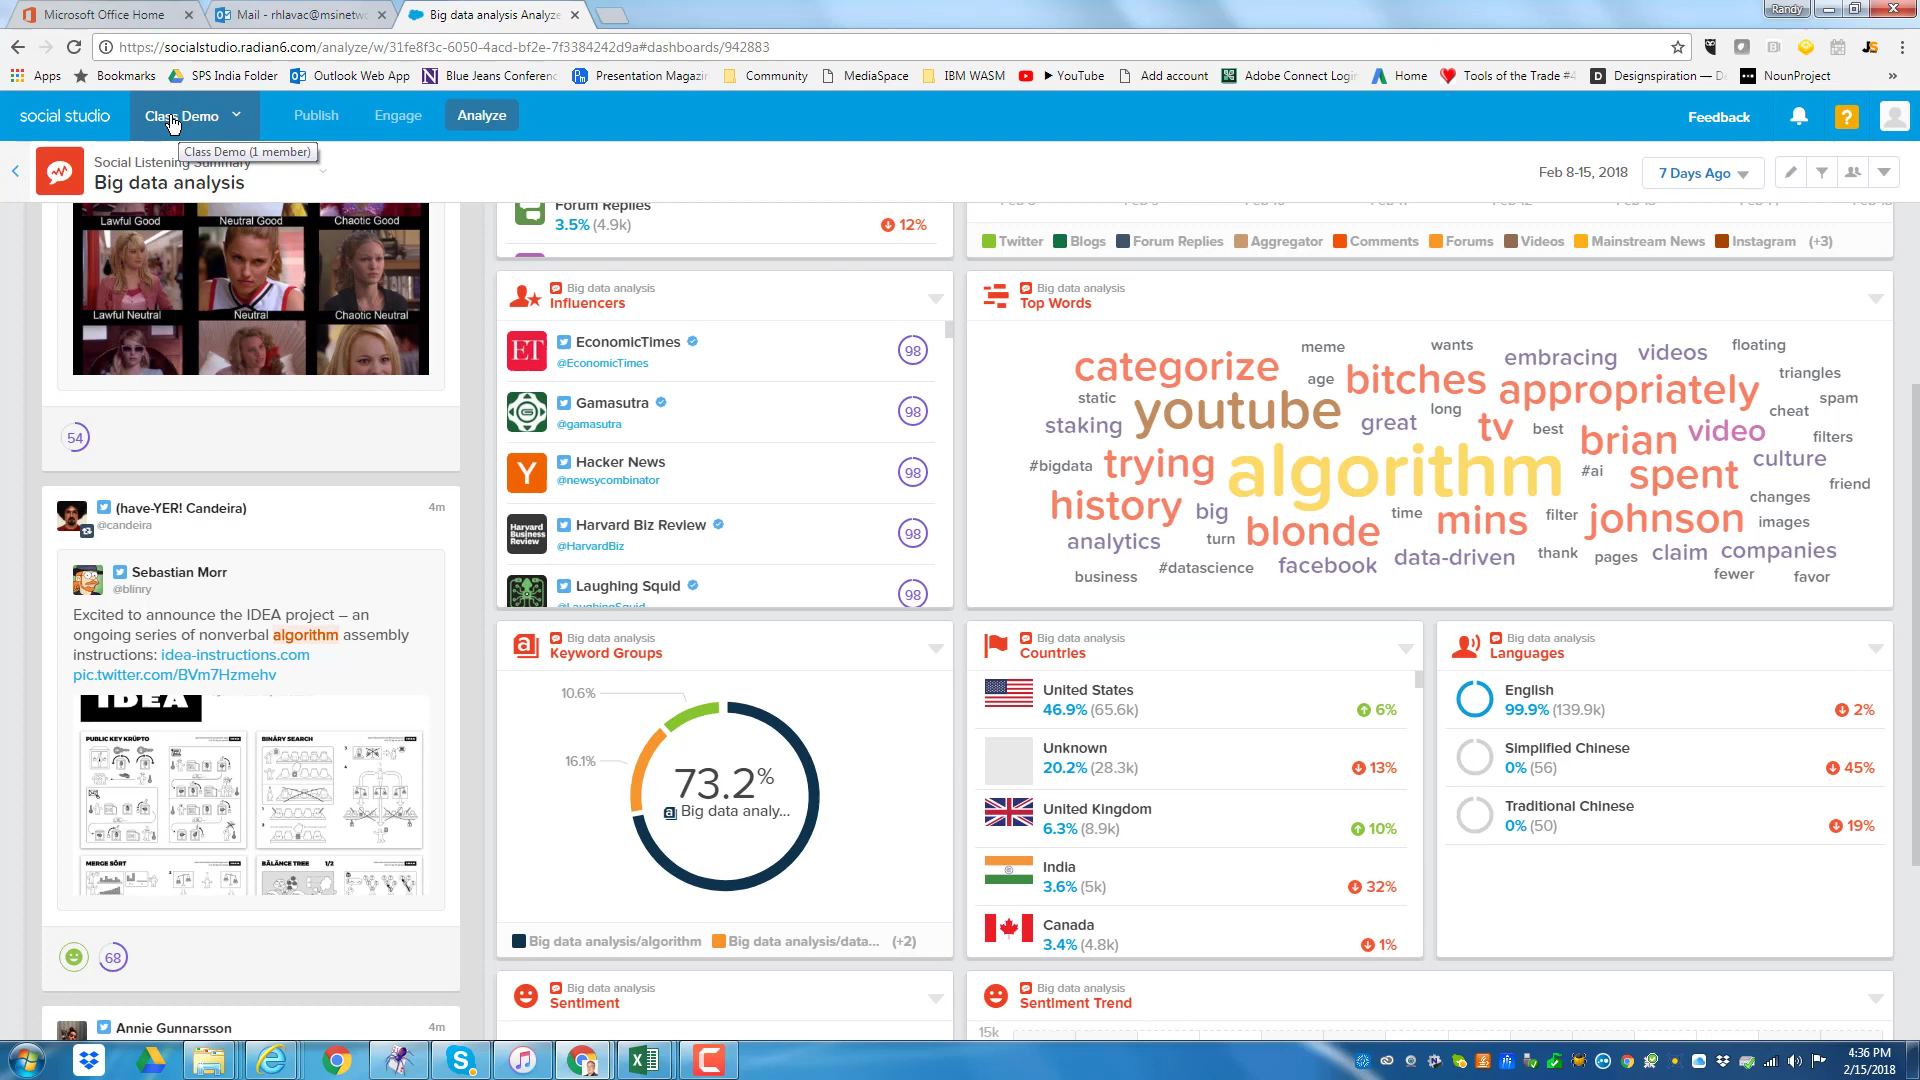 Microsoft Office Home
Mail - rhlavac@msinetwo
Big data analysis Analyze
Randy
https://socialstudio.radian6.com/analyze/w/31fe8f3c-6050-4acd-bf2e-7f3384242d9a#dashboards/942883
Apps
Bookmarks
SPS India Folder
Outlook Web App
Blue Jeans Conferenc
Presentation Magazin
Community
MediaSpace
IBM WASM
YouTube
Add account
Adobe Connect Login
Home
Tools of the Trade #4
Designspiration — D
NounProject
social studio
Class Demo
Publish
Engage
Analyze
Feedback
?
Class Demo (1 member)
Social Listening Summary
Big data analysis
Feb 8-15, 2018
7 Days Ago
Lawful Good
Neutral Good
Chaotic Good
Lawful Neutral
Neutral
Chaotic Neutral
54
(have-YER! Candeira)
4m
@candeira
Sebastian Morr
@blinry
Excited to announce the IDEA project – an
ongoing series of nonverbal algorithm assembly
instructions: idea-instructions.com
pic.twitter.com/BVm7Hzmehv
IDEA
PUBLIC KEY KRÜPTO
BINÄRY SEARCH
MERGE SÖRT
BÄLÄNCE TREE 1/2
68
Annie Gunnarsson
4m
Forum Replies
3.5% (4.9k)
12%
Twitter
Blogs
Forum Replies
Aggregator
Comments
Forums
Videos
Mainstream News
Instagram
(+3)
Big data analysis
Influencers
ET
EconomicTimes
@EconomicTimes
98
Gamasutra
@gamasutra
98
Y
Hacker News
@newsycombinator
98
Harvard
Business
Review
Harvard Biz Review
@HarvardBiz
98
Laughing Squid
@LaughingSquid
98
Big data analysis
Top Words
meme
wants
embracing
videos
floating
categorize
age
bitches
appropriately
triangles
static
youtube
long
cheat
spam
staking
great
tv
best
brian
video
filters
#bigdata
trying
algorithm
#ai
spent
culture
friend
history
big
time
mins
filter
johnson
changes
images
analytics
turn
blonde
data-driven
thank
pages
claim
companies
business
#datascience
facebook
fewer
favor
Big data analysis
Keyword Groups
10.6%
16.1%
73.2%
Big data analy...
Big data analysis/algorithm
Big data analysis/data...
(+2)
Big data analysis
Countries
United States
46.9% (65.6k)
6%
Unknown
20.2% (28.3k)
13%
United Kingdom
6.3% (8.9k)
10%
India
3.6% (5k)
32%
Canada
3.4% (4.8k)
1%
Big data analysis
Languages
English
99.9% (139.9k)
2%
Simplified Chinese
0% (56)
45%
Traditional Chinese
0% (50)
19%
Big data analysis
Sentiment
Big data analysis
Sentiment Trend
15k
4:36 PM
2/15/2018